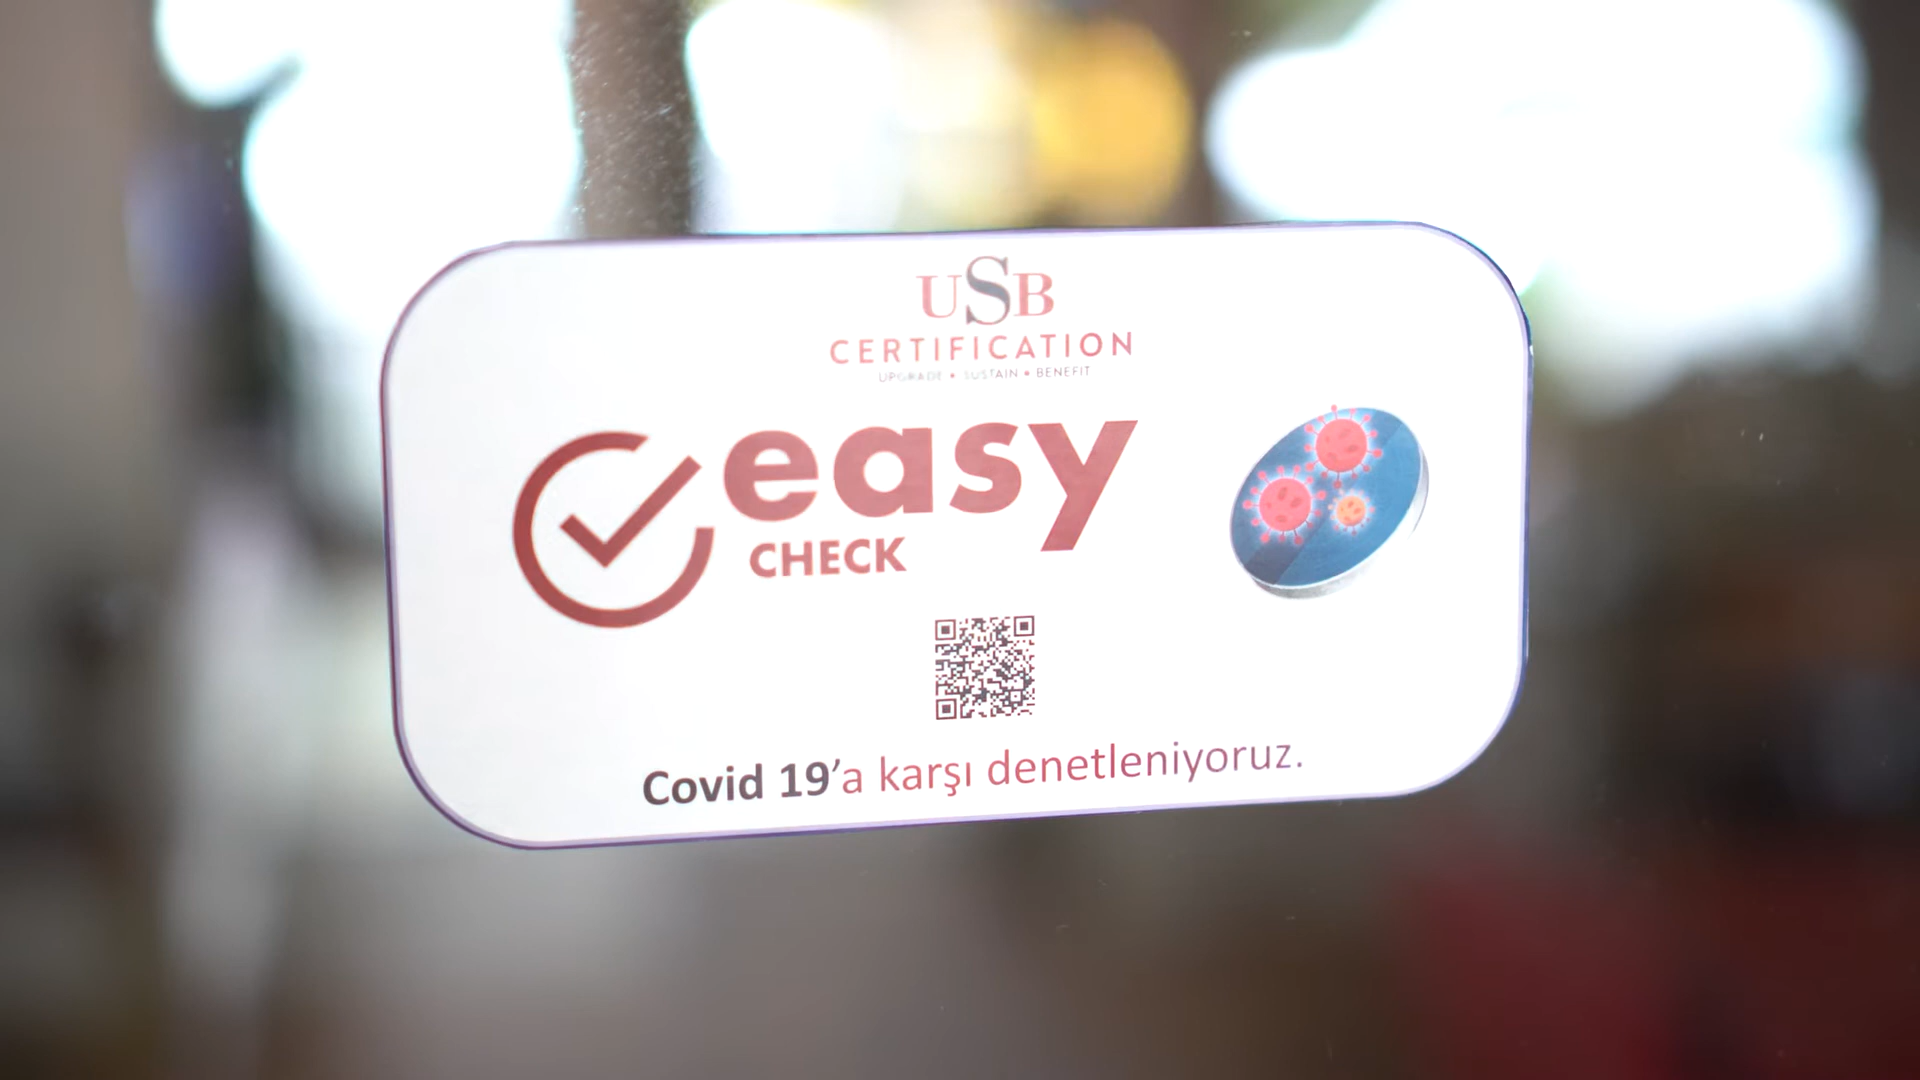 USB
CERTIFICATION
UPGRADE • SUSTAIN • BENEFIT
easy
CHECK
Covid 19’a karşı denetleniyoruz.